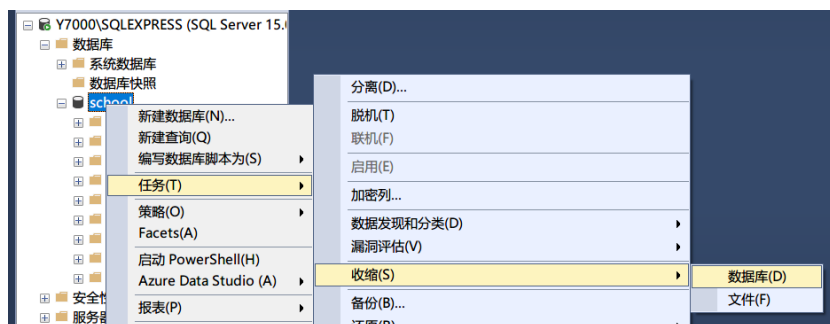 Y7000\SQLEXPRESS (SQL Server 15.
数据库
系统数据库
数据库快照
school
新建数据库(N)...
新建查询(Q)
编写数据库脚本为(S)
任务(T)
策略(O)
Facets(A)
启动 PowerShell(H)
Azure Data Studio (A)
报表(P)
安全性
服务器
分离(D)...
脱机(T)
联机(F)
启用(E)
加密列...
数据发现和分类(D)
漏洞评估(V)
收缩(S)
备份(B)...
数据库(D)
文件(F)